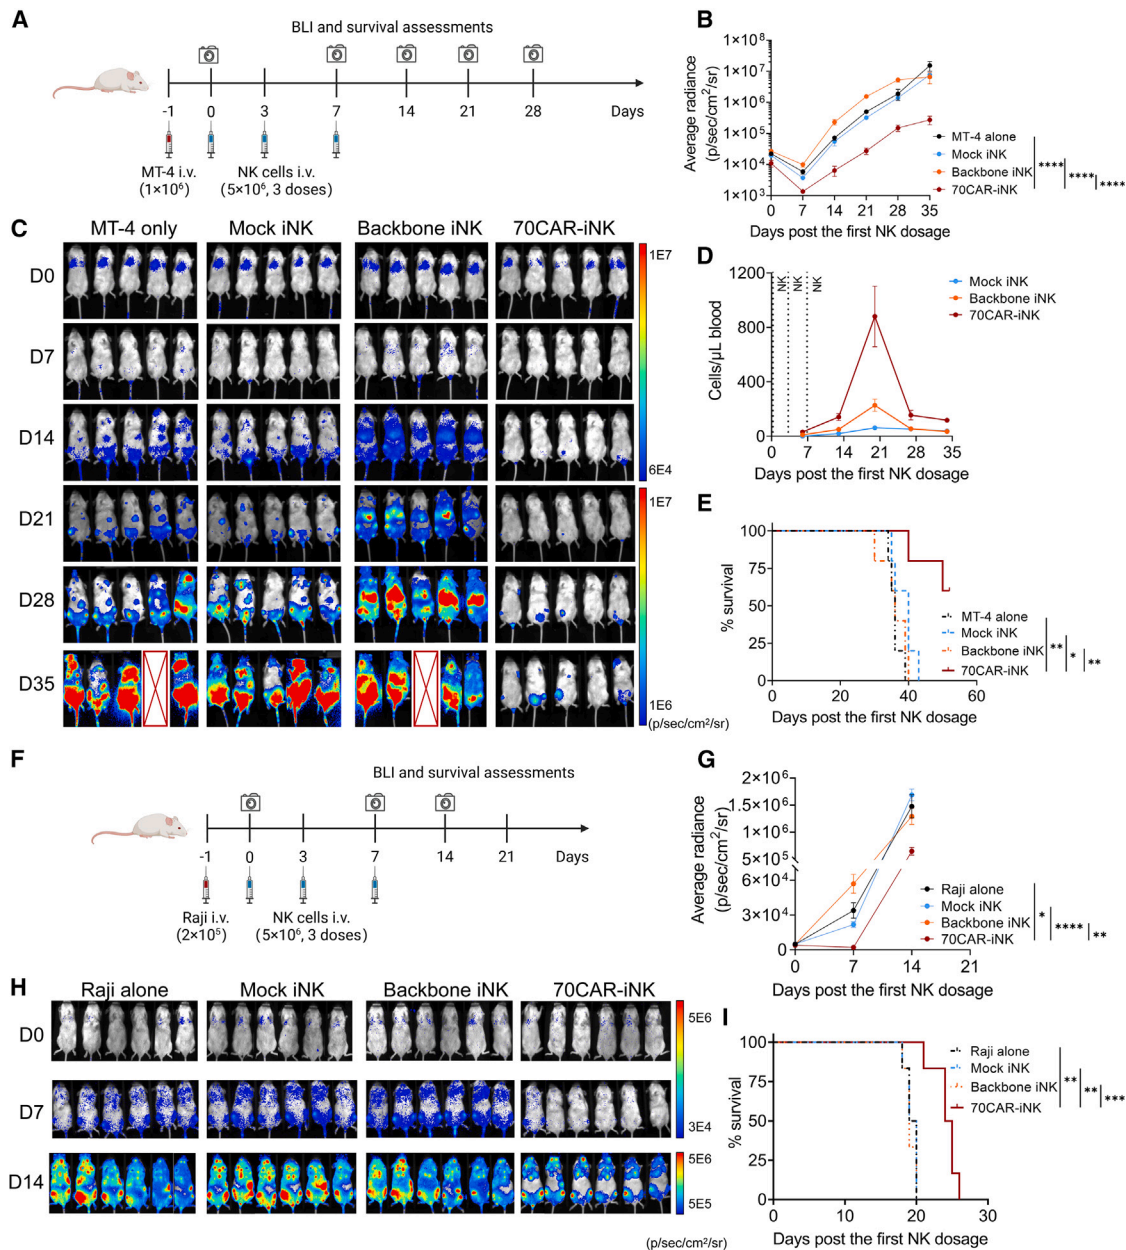 A
BLI and survival assessments
-1 0 3 7 14 21 28 Days
MT-4 i.v.
(1×10⁶)
NK cells i.v.
(5×10⁶, 3 doses)
B
Average radiance
(p/sec/cm²/sr)
1×10⁸
1×10⁷
1×10⁶
1×10⁵
1×10⁴
1×10³
0 7 14 21 28 35
Days post the first NK dosage
MT-4 alone
Mock iNK
Backbone iNK
70CAR-iNK
**** **** ****
C
MT-4 only Mock iNK Backbone iNK 70CAR-iNK
D0
D7
D14
D21
D28
D35
1E7
6E4
1E7
1E6
(p/sec/cm²/sr)
D
Cells/μL blood
1200
800
400
0
NK NK NK
0 7 14 21 28 35
Days post the first NK dosage
Mock iNK
Backbone iNK
70CAR-iNK
E
% survival
100
75
50
25
0
0 20 40 60
Days post the first NK dosage
MT-4 alone
Mock iNK
Backbone iNK
70CAR-iNK
** * **
F
BLI and survival assessments
-1 0 3 7 14 21 Days
Raji i.v.
(2×10⁵)
NK cells i.v.
(5×10⁶, 3 doses)
G
Average radiance
(p/sec/cm²/sr)
2×10⁶
1.5×10⁶
1×10⁶
5×10⁵
6×10⁴
3×10⁴
0
0 7 14 21
Days post the first NK dosage
Raji alone
Mock iNK
Backbone iNK
70CAR-iNK
* **** **
H
Raji alone Mock iNK Backbone iNK 70CAR-iNK
D0
D7
D14
5E6
3E4
5E6
5E5
(p/sec/cm²/sr)
I
% survival
100
75
50
25
0
0 10 20 30
Days post the first NK dosage
Raji alone
Mock iNK
Backbone iNK
70CAR-iNK
** ** ***